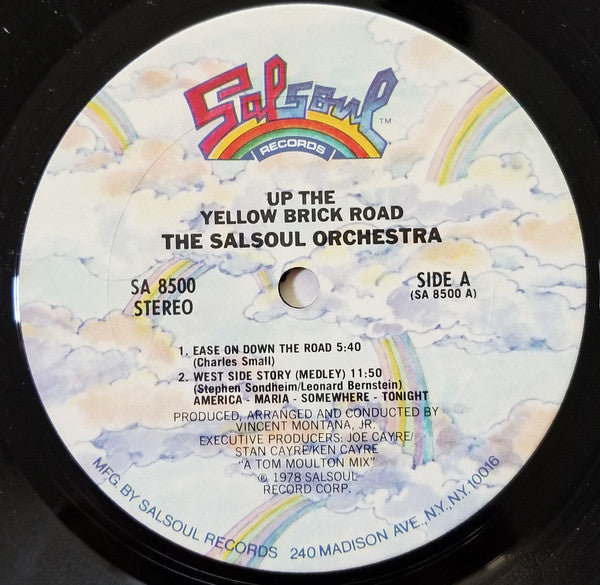 Salsoul TM
RECORDS
UP THE
YELLOW BRICK ROAD
THE SALSOUL ORCHESTRA
SA 8500
STEREO
SIDE A
(SA 8500 A)
1. EASE ON DOWN THE ROAD 5:40
(Charles Small)
2. WEST SIDE STORY (MEDLEY) 11:50
(Stephen Sondheim/Leonard Bernstein)
AMERICA - MARIA - SOMEWHERE - TONIGHT
PRODUCED, ARRANGED AND CONDUCTED BY
VINCENT MONTANA, JR.
EXECUTIVE PRODUCERS: JOE CAYRE/
STAN CAYRE/KEN CAYRE
"A TOM MOULTON MIX"
℗ 1978 SALSOUL
RECORD CORP.
MFG. BY SALSOUL RECORDS 240 MADISON AVE., N.Y., N.Y. 10016